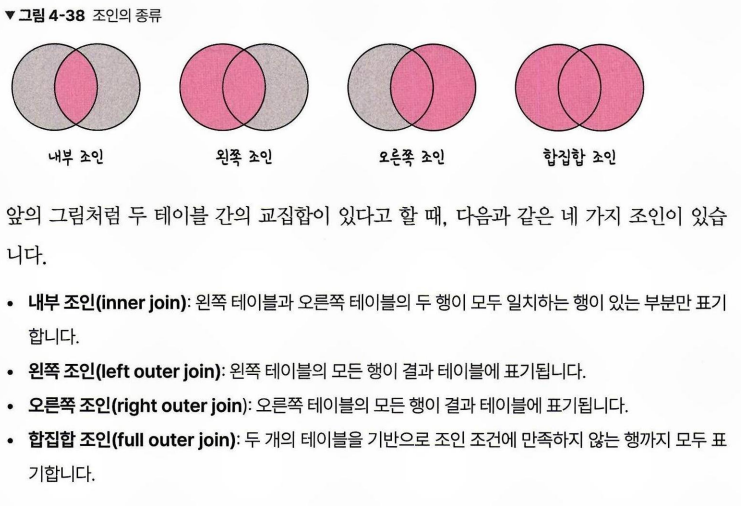 ▼ 그림 4-38 조인의 종류
내부 조인
왼쪽 조인
오른쪽 조인
합집합 조인
앞의 그림처럼 두 테이블 간의 교집합이 있다고 할 때, 다음과 같은 네 가지 조인이 있습
니다.
• 내부 조인(inner join): 왼쪽 테이블과 오른쪽 테이블의 두 행이 모두 일치하는 행이 있는 부분만 표기
합니다.
• 왼쪽 조인(left outer join): 왼쪽 테이블의 모든 행이 결과 테이블에 표기됩니다.
• 오른쪽 조인(right outer join): 오른쪽 테이블의 모든 행이 결과 테이블에 표기됩니다.
• 합집합 조인(full outer join): 두 개의 테이블을 기반으로 조인 조건에 만족하지 않는 행까지 모두 표
기합니다.